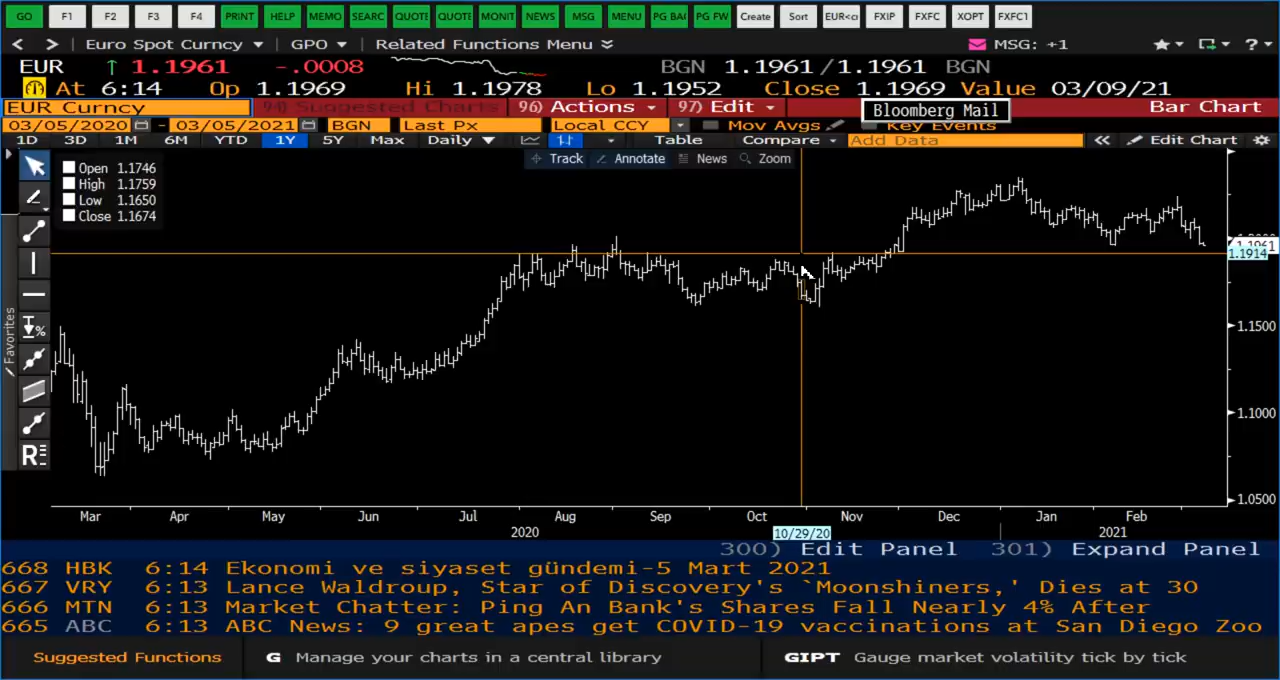 GO F1 F2 F3 F4 PRINT HELP MEMO SEARC QUOTE QUOTE MONIT NEWS MSG MENU PG BAC PG FW Create Sort EUR<cı FXIP FXFC XOPT FXFC1
< > Euro Spot Curncy GPO Related Functions Menu MSG: +1 ?
EUR ↑ 1.1961 -.0008 BGN 1.1961/1.1961 BGN
At 6:14 Op 1.1969 Hi 1.1978 Lo 1.1952 Close 1.1969 Value 03/09/21
EUR Curncy 94) Suggested Charts 96) Actions 97) Edit Bloomberg Mail Bar Chart
03/05/2020 - 03/05/2021 BGN Last Px Local CCY Mov Avgs Key Events
1D 3D 1M 6M YTD 1Y 5Y Max Daily Table Compare Add Data Edit Chart
Track Annotate News Zoom
Open 1.1746
High 1.1759
Low 1.1650
Close 1.1674
Favorites
1.1961
1.1914
1.1500
1.1000
1.0500
Mar Apr May Jun Jul Aug Sep Oct Nov Dec Jan Feb
2020 10/29/20 2021
300) Edit Panel 301) Expand Panel
668 HBK 6:14 Ekonomi ve siyaset gündemi-5 Mart 2021
667 VRY 6:13 Lance Waldroup, Star of Discovery's `Moonshiners,' Dies at 30
666 MTN 6:13 Market Chatter: Ping An Bank's Shares Fall Nearly 4% After
665 ABC 6:13 ABC News: 9 great apes get COVID-19 vaccinations at San Diego Zoo
Suggested Functions G Manage your charts in a central library GIPT Gauge market volatility tick by tick